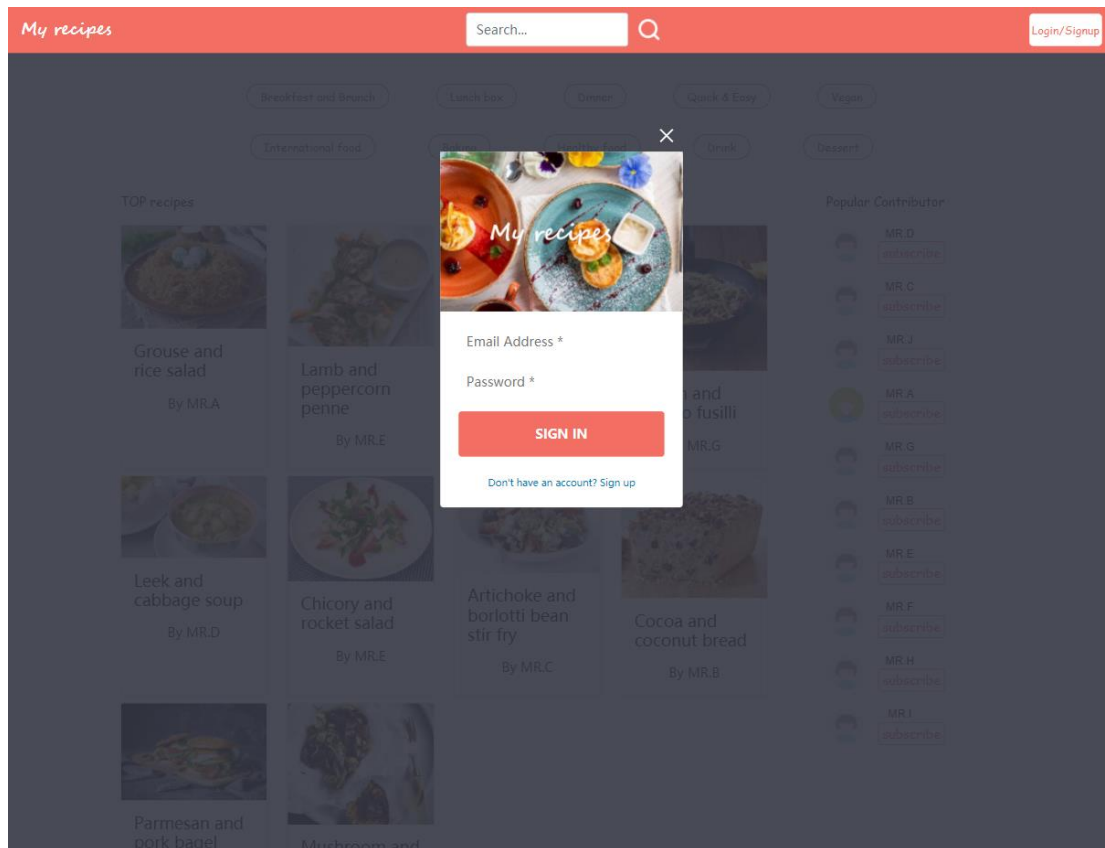 My recipes
Search...
Login/Signup
Breakfast and Brunch
Lunch box
Dinner
Quick & Easy
Vegan
International food
Baking
Healthy food
Drink
Dessert
TOP recipes
Popular Contributor
My recipes
Email Address *
Password *
SIGN IN
Don't have an account? Sign up
Grouse and
rice salad
By MR.A
Lamb and
peppercorn
penne
By MR.E
and
fusilli
MR.G
Leek and
cabbage soup
By MR.D
Chicory and
rocket salad
By MR.E
Artichoke and
borlotti bean
stir fry
By MR.C
Cocoa and
coconut bread
By MR.B
Parmesan and
pork bagel
Mushroom and
MR.D
subscribe
MR.C
subscribe
MR.J
subscribe
MR.A
subscribe
MR.G
subscribe
MR.B
subscribe
MR.E
subscribe
MR.F
subscribe
MR.H
subscribe
MR.I
subscribe